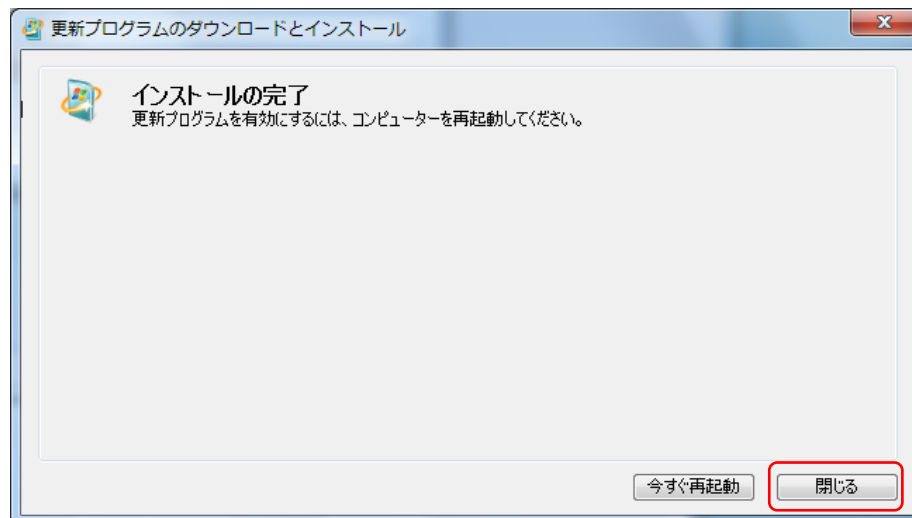 更新プログラムのダウンロードとインストール
インストールの完了
更新プログラムを有効にするには、コンピューターを再起動してください。
今すぐ再起動
閉じる